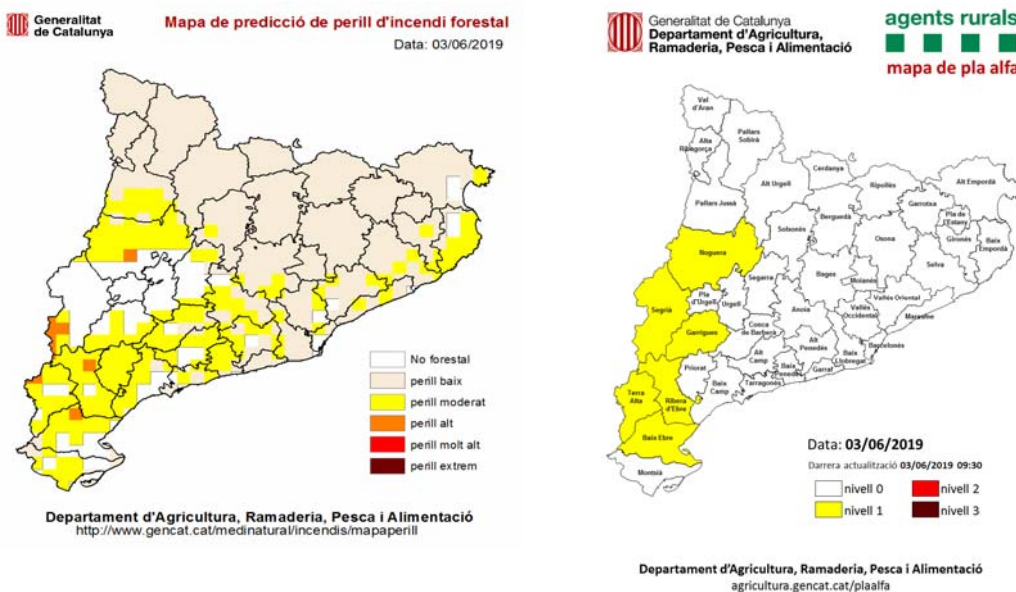 Generalitat
de Catalunya
Mapa de predicció de perill d'incendi forestal
Data: 03/06/2019
No forestal
perill baix
perill moderat
perill alt
perill molt alt
perill extrem
Departament d'Agricultura, Ramaderia, Pesca i Alimentació
http://www.gencat.cat/medinatural/incendis/mapaperill
Generalitat de Catalunya
Departament d'Agricultura,
Ramaderia, Pesca i Alimentació
agents rurals
mapa de pla alfa
Val
d'Aran
Alta
Ribagorça
Pallars
Sobirà
Cerdanya
Alt Urgell
Ripollès
Alt Empordà
Garrotxa
Pallars Jussà
Berguedà
Pla de
l'Estany
Solsonès
Osona
Gironès
Baix
Empordà
Noguera
Selva
Segarra
Bages
Moianès
Segrià
Pla
d'Urgell
Urgell
Anoia
Vallès Oriental
Vallès
Occidental
Maresme
Garrigues
Conca
de Barberà
Alt
Penedès
Barcelonès
Alt
Camp
Baix
Llobregat
Priorat
Baix
Penedès
Garraf
Baix
Camp
Tarragonès
Terra
Alta
Ribera
d'Ebre
Baix Ebre
Montsià
Data: 03/06/2019
Darrera actualització 03/06/2019 09:30
nivell 0
nivell 2
nivell 1
nivell 3
Departament d'Agricultura, Ramaderia, Pesca i Alimentació
agricultura.gencat.cat/plaalfa